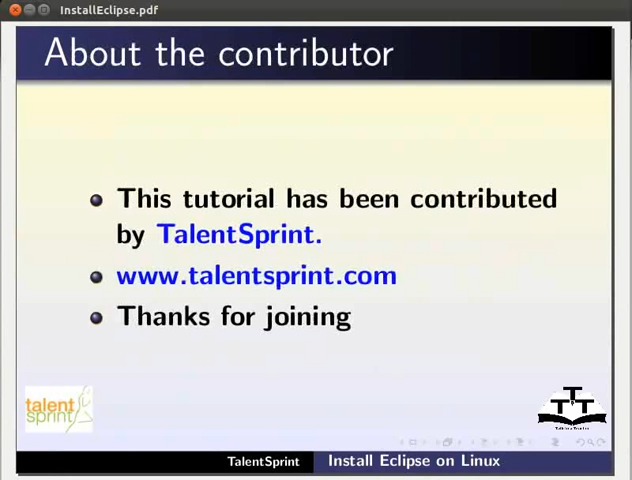 InstallEclipse.pdf
About the contributor
This tutorial has been contributed
by TalentSprint.
www.talentsprint.com
Thanks for joining
talent
sprint
TTT
TalentSprint
Install Eclipse on Linux